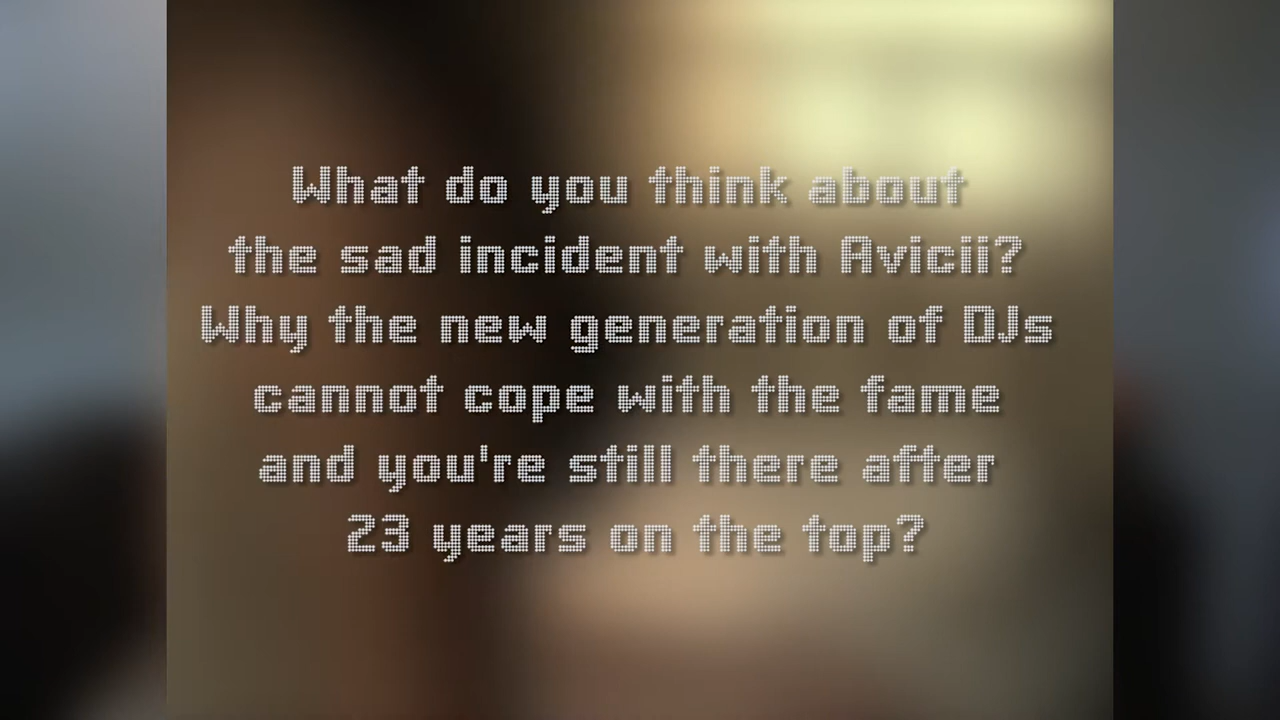 What do you think about
the sad incident with Avicii?
Why the new generation of DJs
cannot cope with the fame
and you're still there after
23 years on the top?